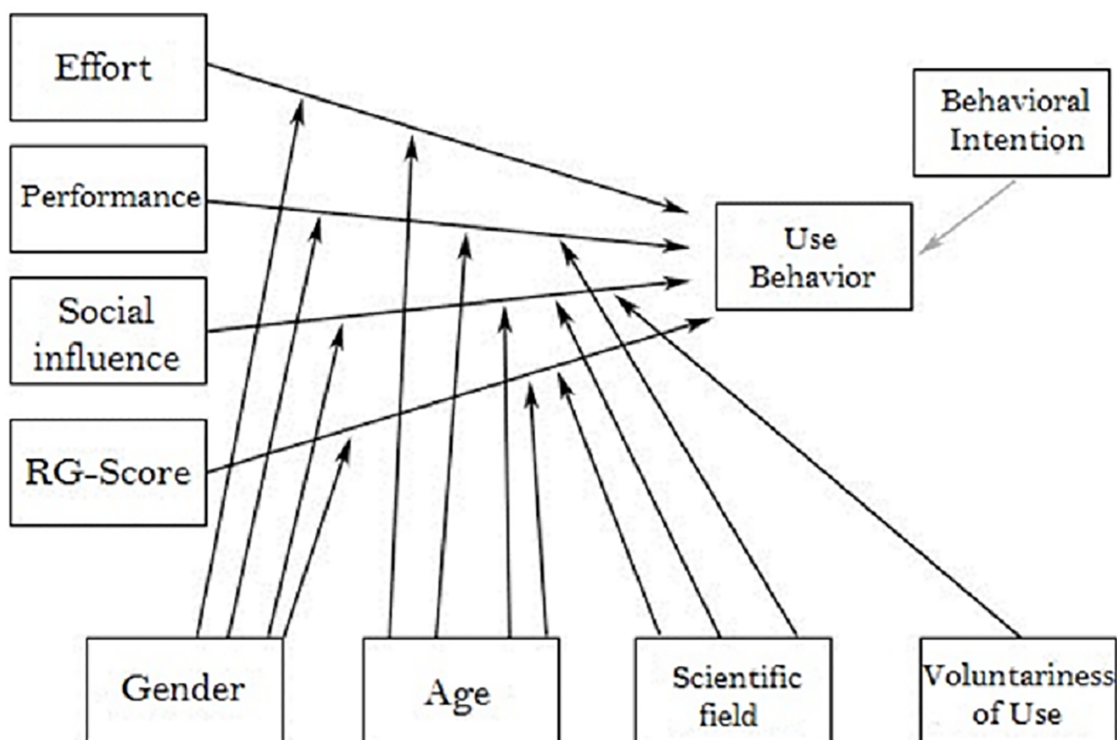 Effort
Behavioral
Intention
Performance
Use
Behavior
Social
influence
RG-Score
Gender
Age
Scientific
field
Voluntariness
of Use